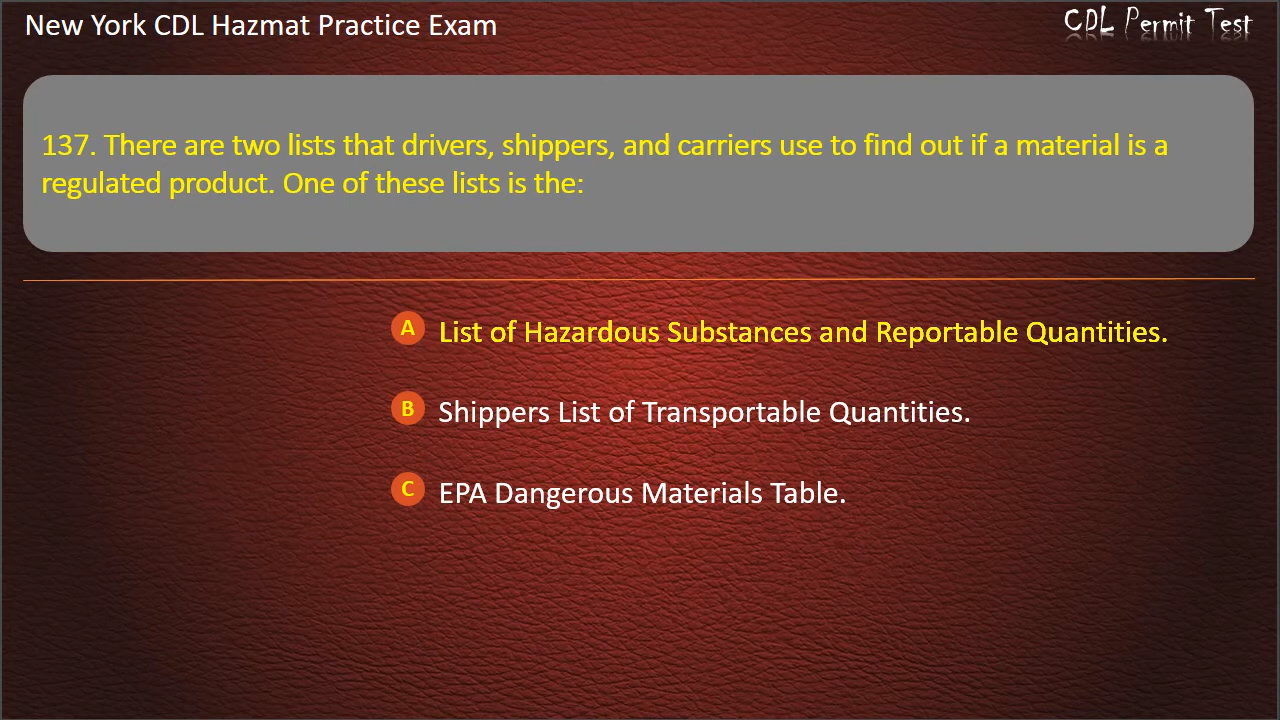 New York CDL Hazmat Practice Exam
CDL Permit Test
137. There are two lists that drivers, shippers, and carriers use to find out if a material is a
regulated product. One of these lists is the:
A List of Hazardous Substances and Reportable Quantities.
B Shippers List of Transportable Quantities.
C EPA Dangerous Materials Table.